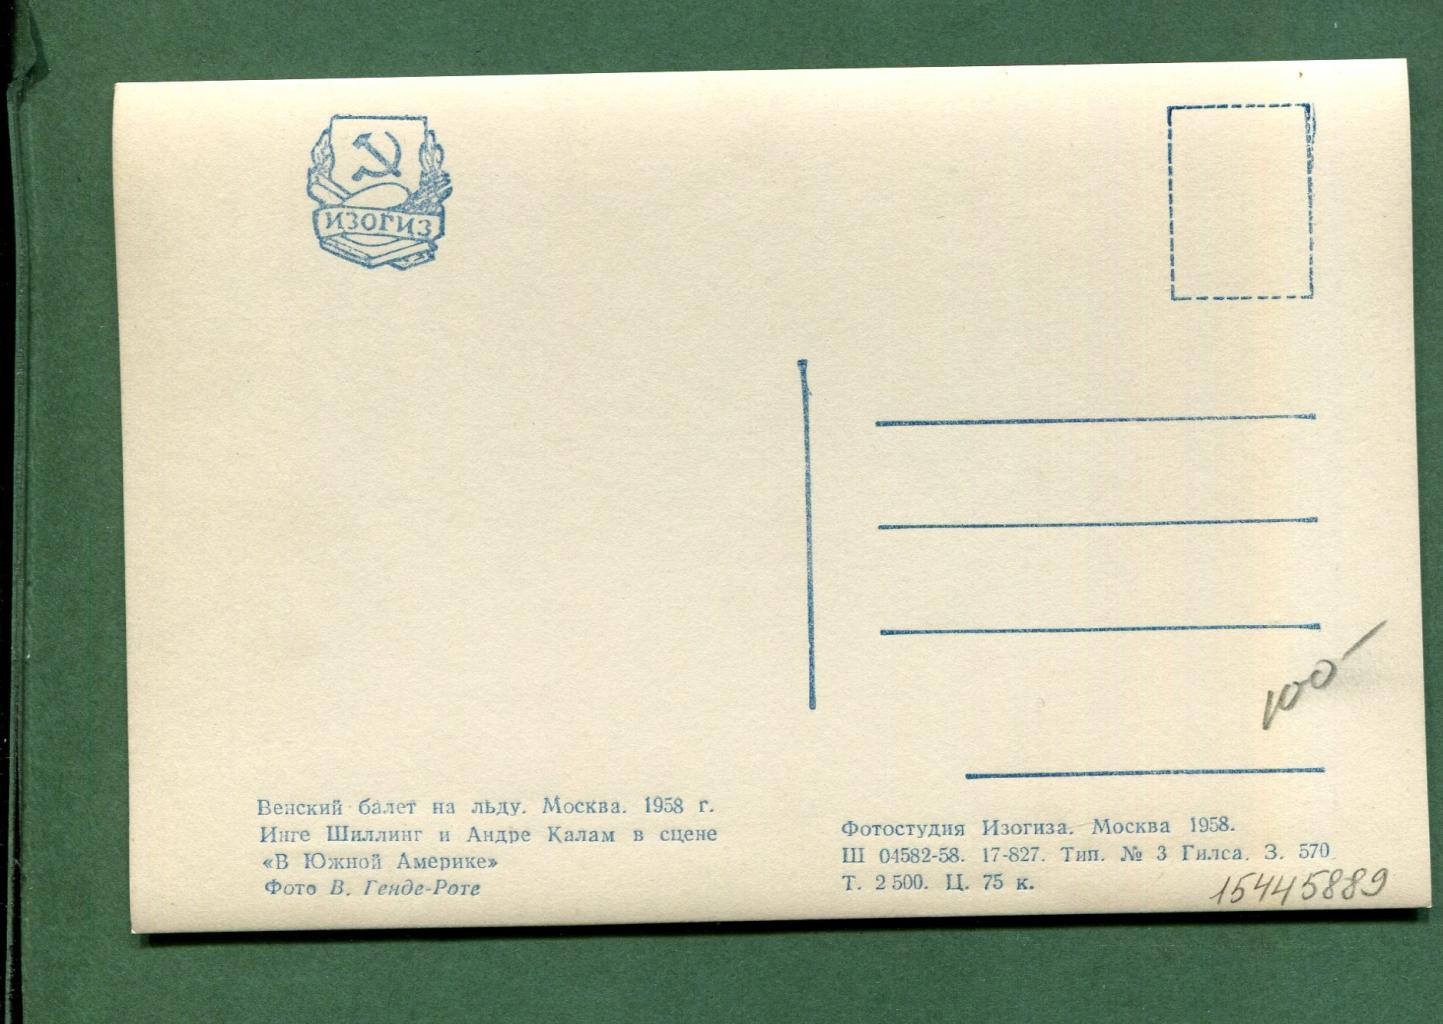 ИЗОГИЗ
Венский балет на льду. Москва. 1958 г.
Инге Шиллинг и Андре Калам в сцене
«В Южной Америке»
Фото В. Генде-Роте
Фотостудия Изогиза. Москва 1958.
Ш 04582-58. 17-827. Тип. № 3 Гилса. З. 570
Т. 2 500. Ц. 75 к.
100-
15445889